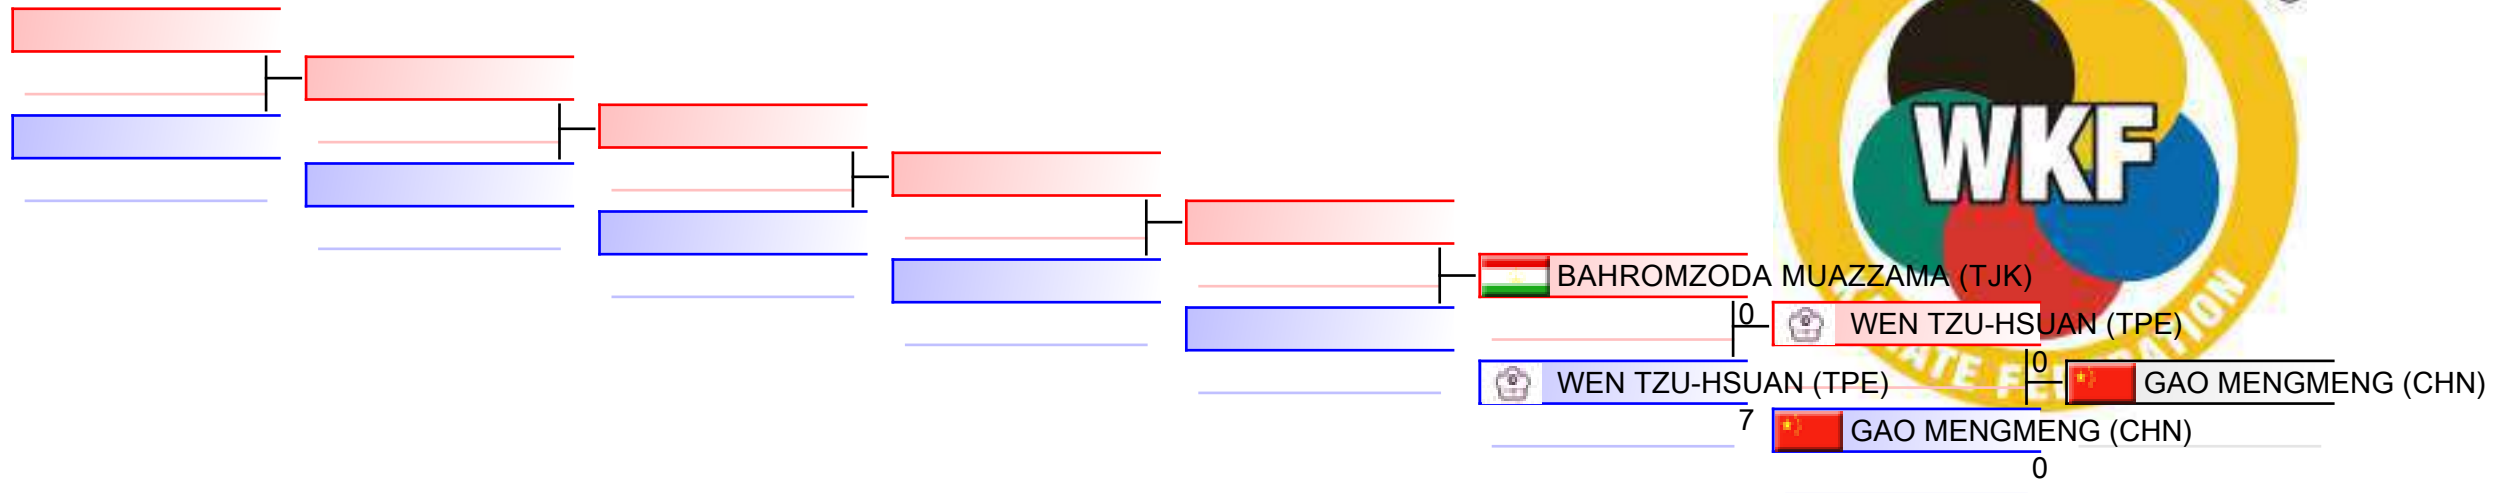 WKF
BAHROMZODA MUAZZAMA (TJK)
0
WEN TZU-HSUAN (TPE)
WEN TZU-HSUAN (TPE)
7
0
GAO MENGMENG (CHN)
GAO MENGMENG (CHN)
0